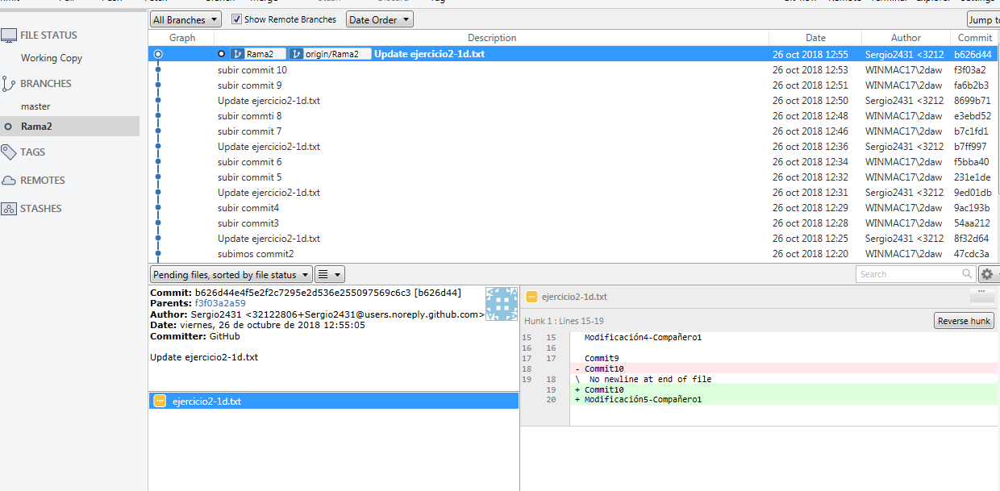 All Branches Show Remote Branches Date Order Jump to
Graph Description Date Author Commit
FILE STATUS
Working Copy
BRANCHES
master
Rama2
TAGS
REMOTES
STASHES
Rama2 origin/Rama2 Update ejercicio2-1d.txt 26 oct 2018 12:55 Sergio2431 <3212 b626d44
subir commit 10 26 oct 2018 12:53 WINMAC17\2daw f3f03a2
subir commit 9 26 oct 2018 12:51 WINMAC17\2daw fa6b2b3
Update ejercicio2-1d.txt 26 oct 2018 12:50 Sergio2431 <3212 8699b71
subir commti 8 26 oct 2018 12:48 WINMAC17\2daw e3ebd52
subir commit 7 26 oct 2018 12:46 WINMAC17\2daw b7c1fd1
Update ejercicio2-1d.txt 26 oct 2018 12:36 Sergio2431 <3212 b7ff997
subir commit 6 26 oct 2018 12:34 WINMAC17\2daw f5bba40
subir commit 5 26 oct 2018 12:32 WINMAC17\2daw 231e1de
Update ejercicio2-1d.txt 26 oct 2018 12:31 Sergio2431 <3212 9ed01db
subir commit4 26 oct 2018 12:29 WINMAC17\2daw 9ac193b
subir commit3 26 oct 2018 12:28 WINMAC17\2daw 54aa212
Update ejercicio2-1d.txt 26 oct 2018 12:25 Sergio2431 <3212 8f32d64
subimos commit2 26 oct 2018 12:20 WINMAC17\2daw 47cdc3a
Pending files, sorted by file status Search
Commit: b626d44e4f5e2f2c7295e2d536e255097569c6c3 [b626d44]
Parents: f3f03a2a59
Author: Sergio2431 <32122806+Sergio2431@users.noreply.github.com>
Date: viernes, 26 de octubre de 2018 12:55:05
Committer: GitHub
Update ejercicio2-1d.txt
ejercicio2-1d.txt
ejercicio2-1d.txt
Hunk 1 : Lines 15-19 Reverse hunk
15 15 Modificación4-Compañero1
16 16
17 17 Commit9
18 - Commit10
19 18 \ No newline at end of file
19 + Commit10
20 + Modificación5-Compañero1